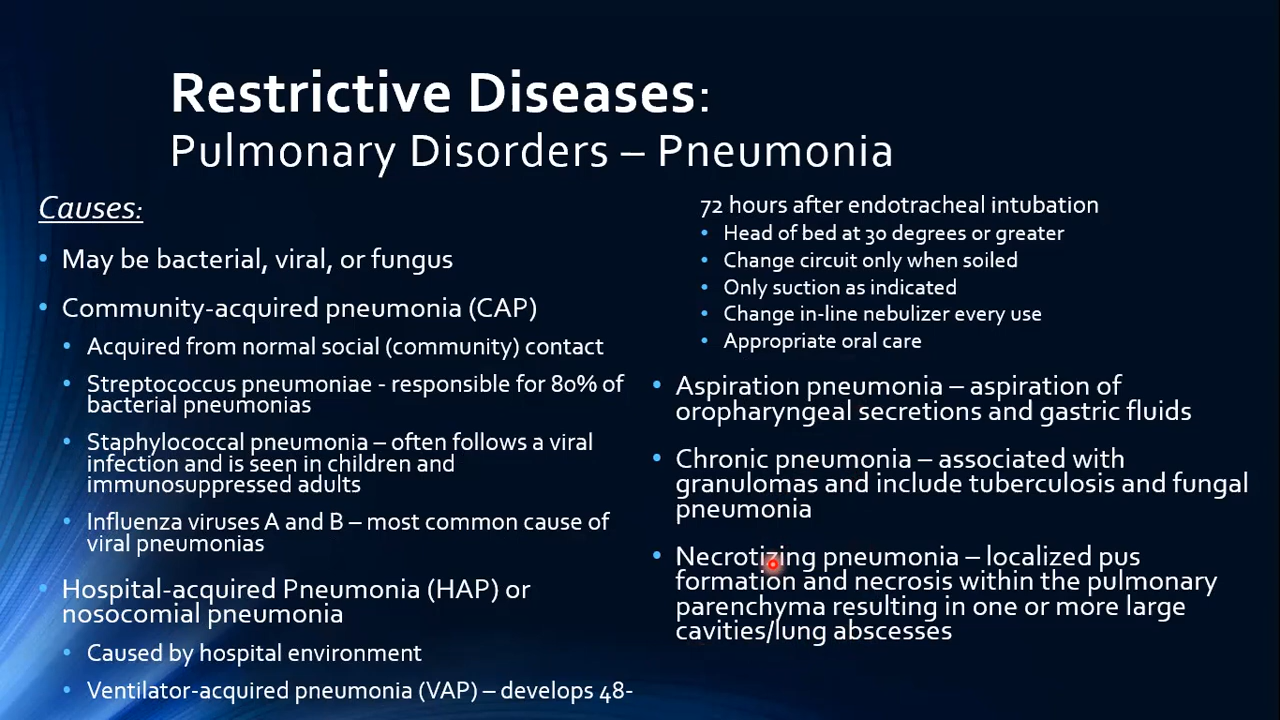 Restrictive Diseases:
Pulmonary Disorders – Pneumonia
Causes:
• May be bacterial, viral, or fungus
• Community-acquired pneumonia (CAP)
• Acquired from normal social (community) contact
• Streptococcus pneumoniae - responsible for 80% of
bacterial pneumonias
• Staphylococcal pneumonia – often follows a viral
infection and is seen in children and
immunosuppressed adults
• Influenza viruses A and B – most common cause of
viral pneumonias
• Hospital-acquired Pneumonia (HAP) or
nosocomial pneumonia
• Caused by hospital environment
• Ventilator-acquired pneumonia (VAP) – develops 48-
72 hours after endotracheal intubation
• Head of bed at 30 degrees or greater
• Change circuit only when soiled
• Only suction as indicated
• Change in-line nebulizer every use
• Appropriate oral care
• Aspiration pneumonia – aspiration of
oropharyngeal secretions and gastric fluids
• Chronic pneumonia – associated with
granulomas and include tuberculosis and fungal
pneumonia
• Necrotizing pneumonia – localized pus
formation and necrosis within the pulmonary
parenchyma resulting in one or more large
cavities/lung abscesses